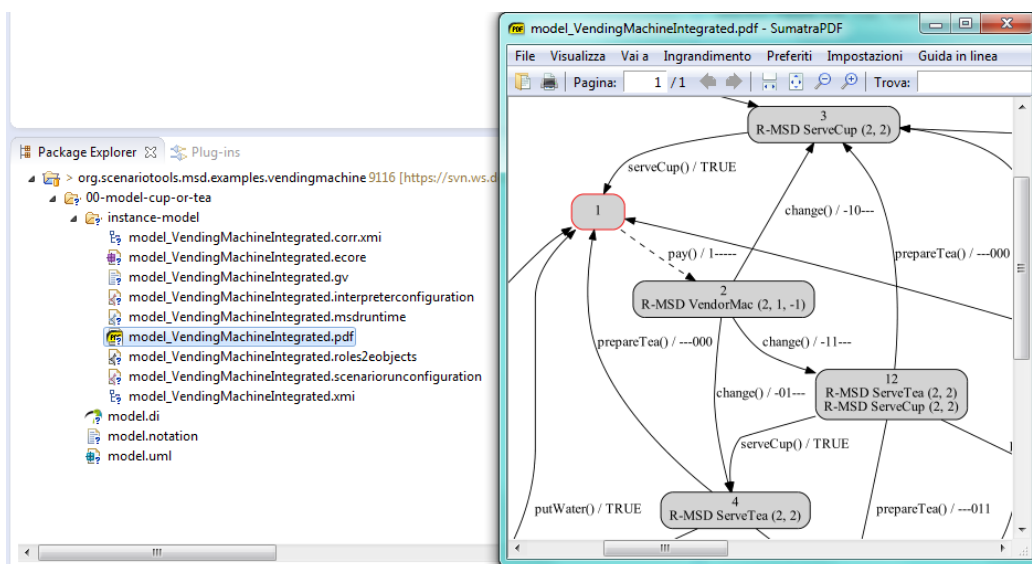 Package Explorer
Plug-ins
> org.scenariotools.msd.examples.vendingmachine 9116 [https://svn.ws.d
00-model-cup-or-tea
instance-model
model_VendingMachineIntegrated.corr.xmi
model_VendingMachineIntegrated.ecore
model_VendingMachineIntegrated.gv
model_VendingMachineIntegrated.interpreterconfiguration
model_VendingMachineIntegrated.msdruntime
model_VendingMachineIntegrated.pdf
model_VendingMachineIntegrated.roles2objects
model_VendingMachineIntegrated.scenariorunconfiguration
model_VendingMachineIntegrated.xmi
model.di
model.notation
model.uml
model_VendingMachineIntegrated.pdf - SumatraPDF
File Visualizza Vai a Ingrandimento Preferiti Impostazioni Guida in linea
Pagina: 1 / 1 Trova:
3
R-MSD ServeCup (2, 2)
serveCup() / TRUE
1
change() / -10---
pay() / 1-----
prepareTea() / ---000
2
R-MSD VendorMac (2, 1, -1)
prepareTea() / ---000
change() / -11---
12
R-MSD ServeTea (2, 2)
R-MSD ServeCup (2, 2)
change() / -01---
serveCup() / TRUE
4
R-MSD ServeTea (2, 2)
putWater() / TRUE
prepareTea() / ---011